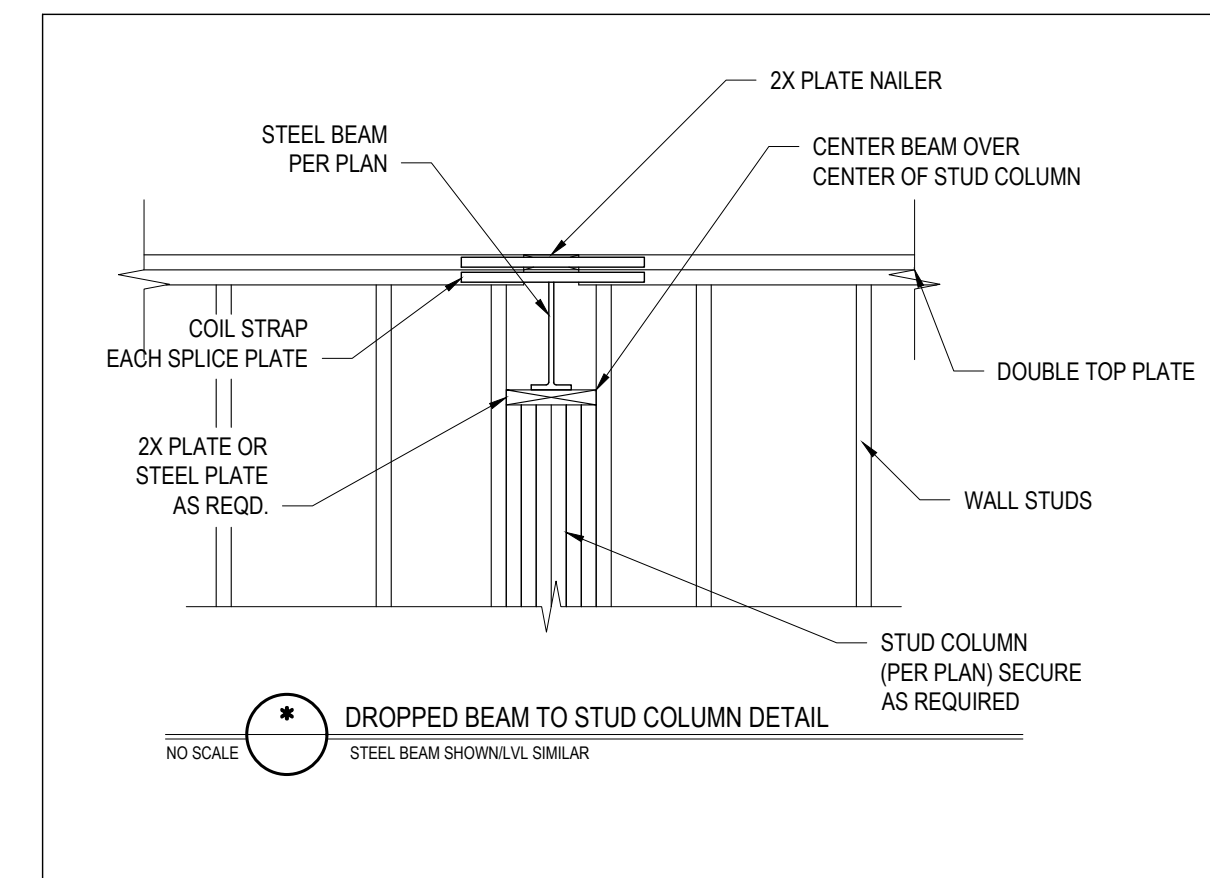 2X PLATE NAILER
STEEL BEAM
PER PLAN
CENTER BEAM OVER
CENTER OF STUD COLUMN
COIL STRAP
EACH SPLICE PLATE
DOUBLE TOP PLATE
2X PLATE OR
STEEL PLATE
AS REQD.
WALL STUDS
STUD COLUMN
(PER PLAN) SECURE
AS REQUIRED
*
DROPPED BEAM TO STUD COLUMN DETAIL
NO SCALE
STEEL BEAM SHOWN/LVL SIMILAR